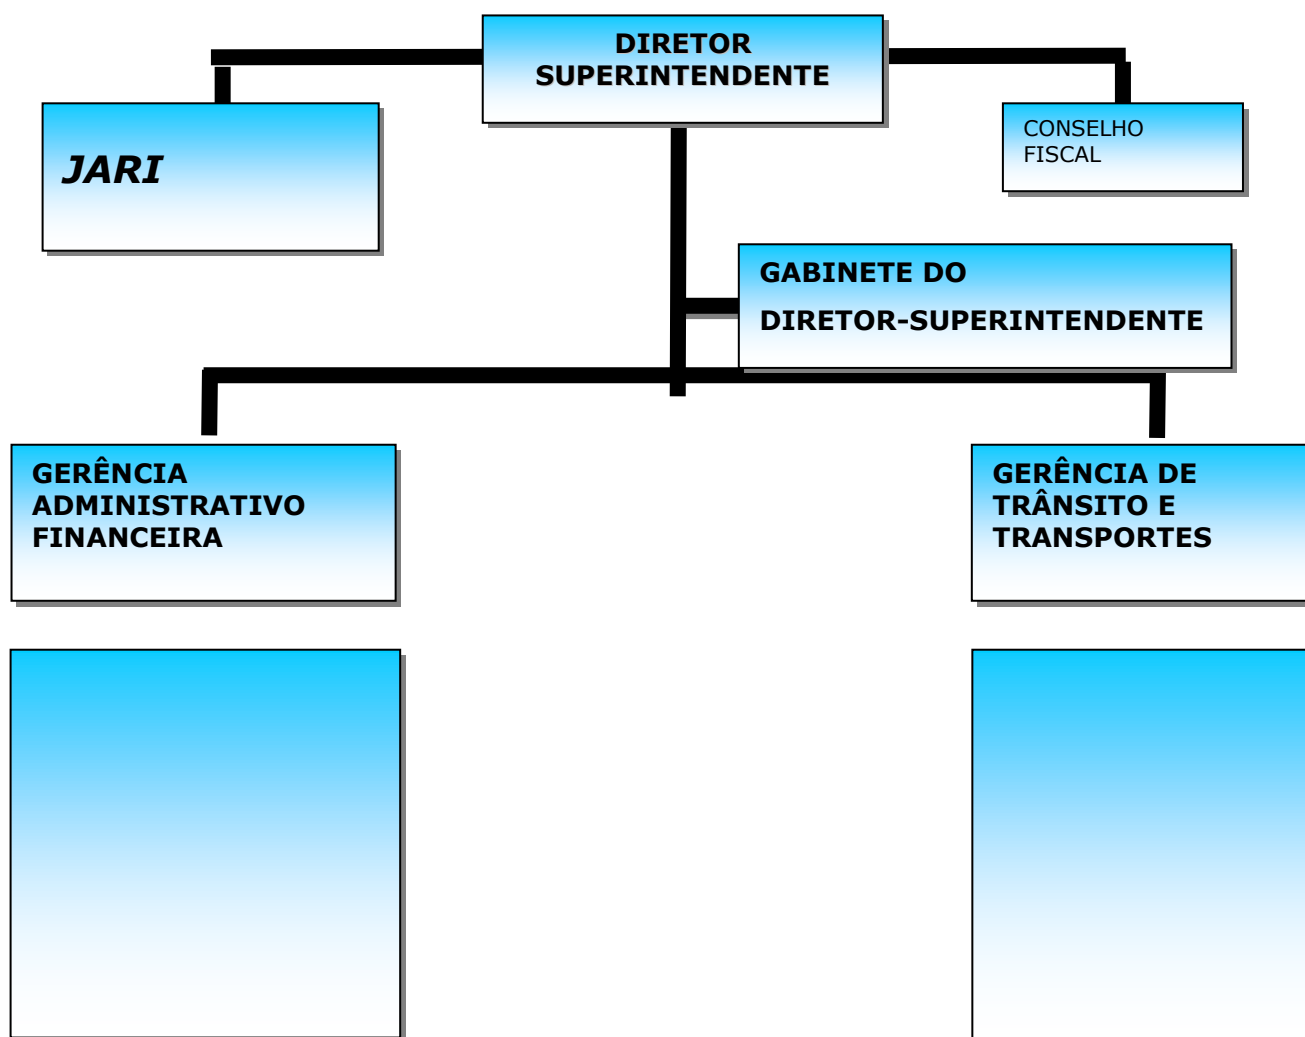 DIRETOR
SUPERINTENDENTE
JARI
CONSELHO
FISCAL
GABINETE DO
DIRETOR-SUPERINTENDENTE
GERÊNCIA
ADMINISTRATIVO
FINANCEIRA
GERÊNCIA DE
TRÂNSITO E
TRANSPORTES